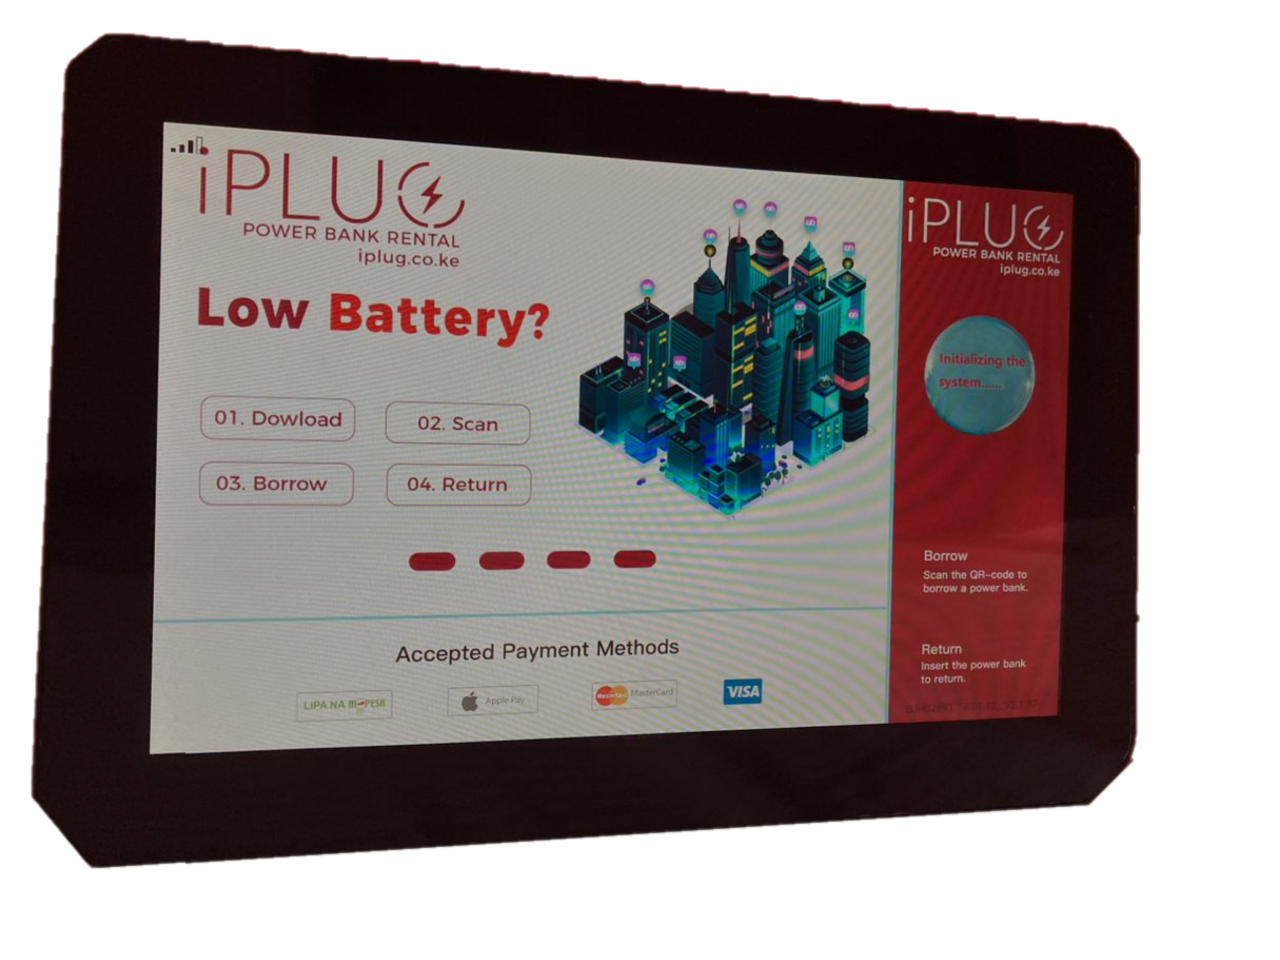 iPLUG
POWER BANK RENTAL
iplug.co.ke
Low Battery?
01. Dowload
02. Scan
03. Borrow
04. Return
Accepted Payment Methods
LIPA NA M-PESA
Apple Pay
MasterCard
MasterCard
VISA
iPLUG
POWER BANK RENTAL
iplug.co.ke
Initializing the
system......
Borrow
Scan the QR-code to
borrow a power bank.
Return
Insert the power bank
to return.